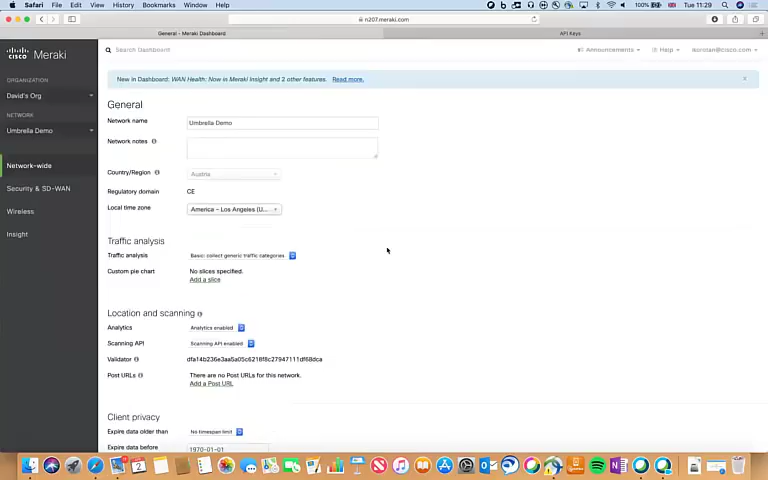 Safari File Edit View History Bookmarks Window Help
100% Tue 11:29
n207.meraki.com
General - Meraki Dashboard
API Keys
CISCO Meraki
Search Dashboard
Announcements
Help
New in Dashboard: WAN Health: Now in Meraki Insight and 2 other features. Read more.
ORGANIZATION
David's Org
NETWORK
Umbrella Demo
Network-wide
Security & SD-WAN
Wireless
Insight
General
Network name Umbrella Demo
Network notes
Country/Region Austria
Regulatory domain CE
Local time zone America – Los Angeles (U...
Traffic analysis
Traffic analysis Basic: collect generic traffic categories
Custom pie chart No slices specified.
Add a slice
Location and scanning
Analytics Analytics enabled
Scanning API Scanning API enabled
Validator
Post URLs There are no Post URLs for this network.
Add a Post URL
Client privacy
Expire data older than No timespan limit
Expire data before 1970-01-01